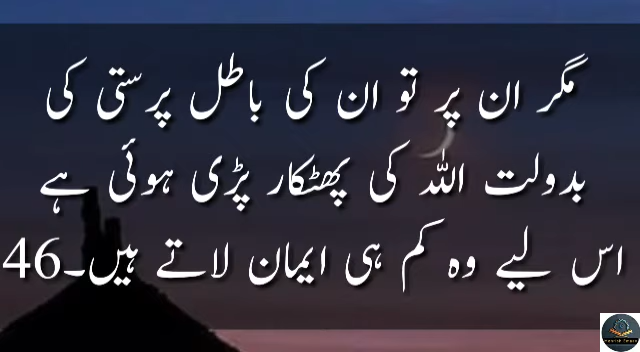 مگر ان پر تو ان کی باطل پرستی کی
بدولت اللہ کی پھٹکار پڑی ہوئی ہے
اس لیے وہ کم ہی ایمان لاتے ہیں۔46